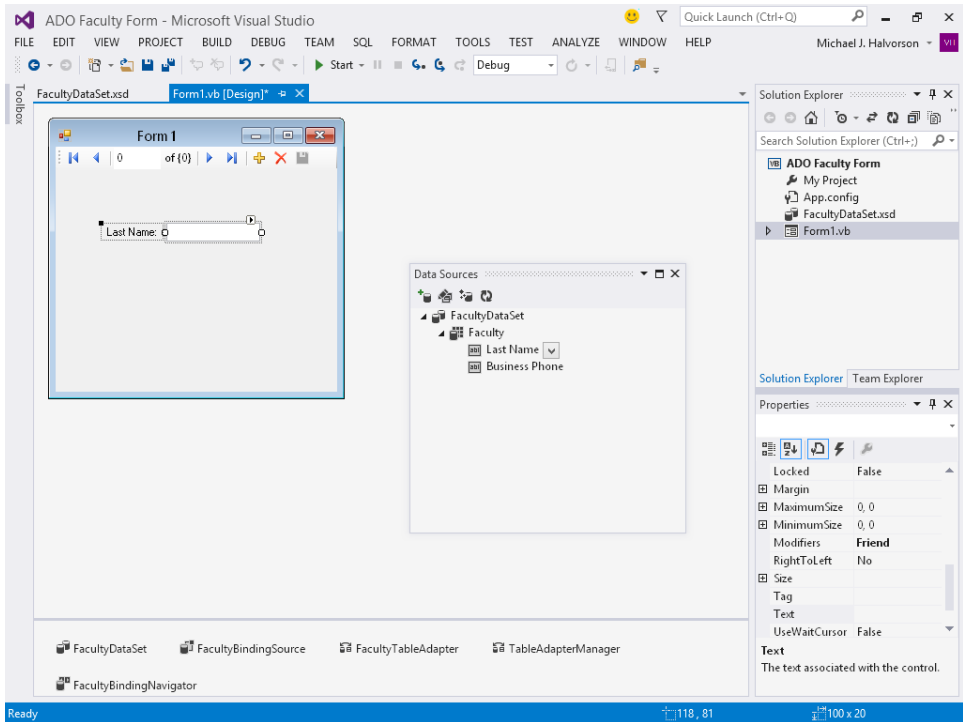 ADO Faculty Form - Microsoft Visual Studio
Quick Launch (Ctrl+Q)
FILE EDIT VIEW PROJECT BUILD DEBUG TEAM SQL FORMAT TOOLS TEST ANALYZE WINDOW HELP
Michael J. Halvorson
Start
Debug
Toolbox
FacultyDataSet.xsd
Form1.vb [Design]*
Form 1
0 of {0}
Last Name:
Data Sources
FacultyDataSet
Faculty
Last Name
Business Phone
FacultyDataSet
FacultyBindingSource
FacultyTableAdapter
TableAdapterManager
FacultyBindingNavigator
Solution Explorer
Search Solution Explorer (Ctrl+;)
ADO Faculty Form
My Project
App.config
FacultyDataSet.xsd
Form1.vb
Solution Explorer Team Explorer
Properties
Locked False
Margin
MaximumSize 0, 0
MinimumSize 0, 0
Modifiers Friend
RightToLeft No
Size
Tag
Text
UseWaitCursor False
Text
The text associated with the control.
Ready
118 , 81
100 x 20